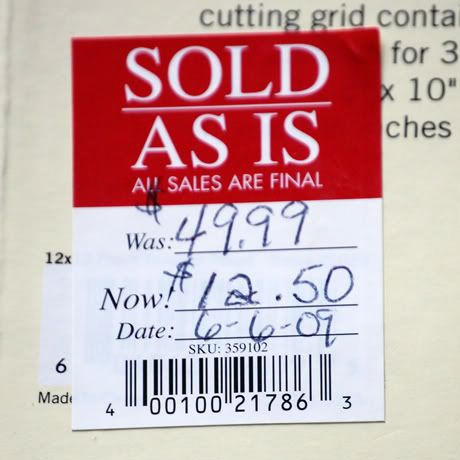 cutting grid contai
for 3
x 10"
ches
SOLD
AS IS
ALL SALES ARE FINAL
Was: $49.99
12x
Now! $12.50
Date: 6-6-09
SKU: 359102
6
Made
4 00100 21786 3